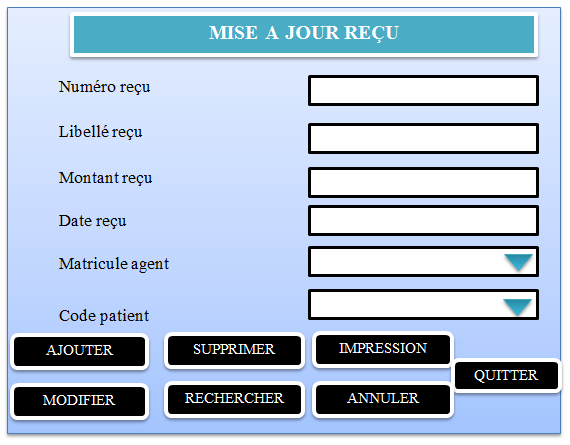 MISE A JOUR REÇU
Numéro reçu
Libellé reçu
Montant reçu
Date reçu
Matricule agent
Code patient
AJOUTER
SUPPRIMER
IMPRESSION
QUITTER
MODIFIER
RECHERCHER
ANNULER